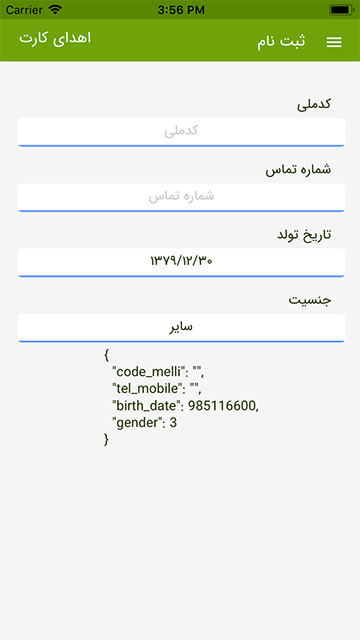 Carrier 3:56 PM
ثبت نام اهدای کارت
کدملی
کدملی
شماره تماس
شماره تماس
تاریخ تولد
۱۳۷۹/۱۲/۳۰
جنسیت
سایر
{
"code_melli": "",
"tel_mobile": "",
"birth_date": 985116600,
"gender": 3
}